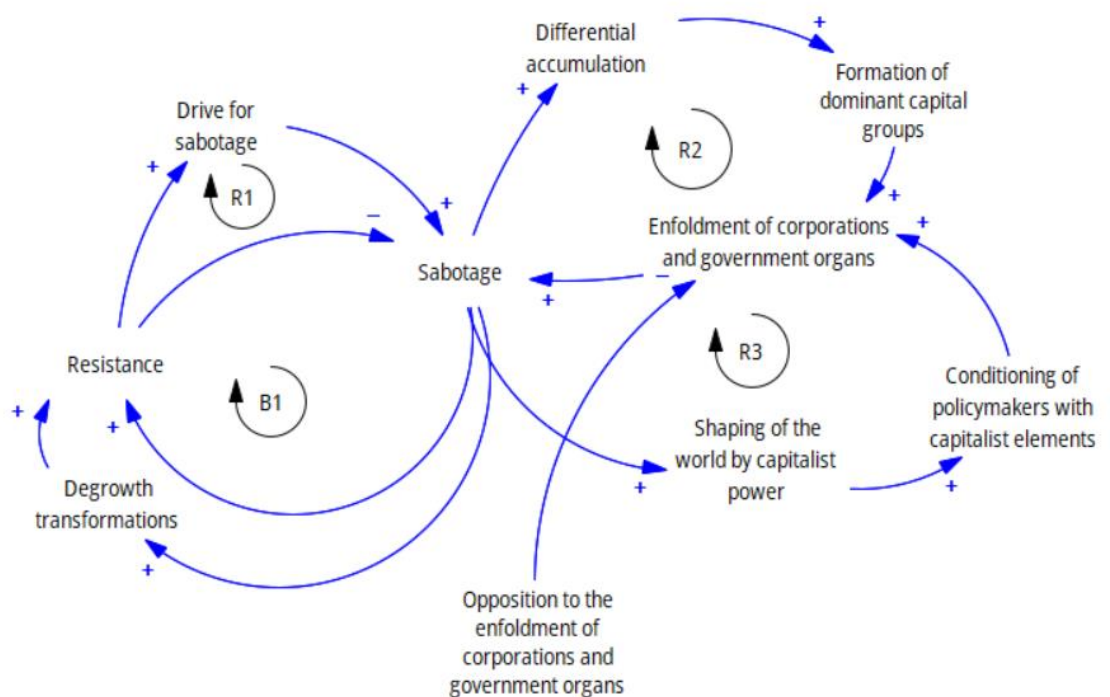 Differential
accumulation
+
+
Formation of
dominant capital
groups
Drive for
sabotage
+
+
R1
R2
+
−
+
+
+
Enfoldment of corporations
and government organs
Sabotage
−
+
Resistance
B1
R3
+
+
Conditioning of
policymakers with
capitalist elements
Shaping of the
world by capitalist
power
+
+
Degrowth
transformations
+
Opposition to the
enfoldment of
corporations and
government organs